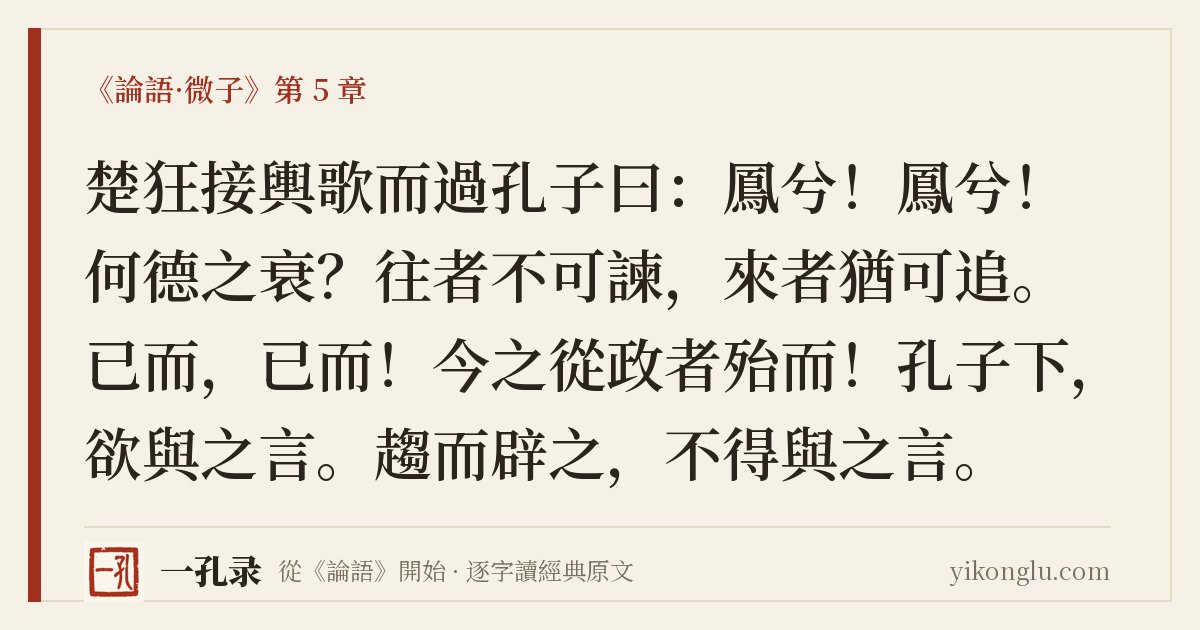 《論語·微子》第 5 章
楚狂接輿歌而過孔子曰：鳳兮！鳳兮！
何德之衰？往者不可諫，來者猶可追。
已而，已而！今之從政者殆而！孔子下，
欲與之言。趨而辟之，不得與之言。
一孔
一孔录
從《論語》開始 · 逐字讀經典原文
yikonglu.com